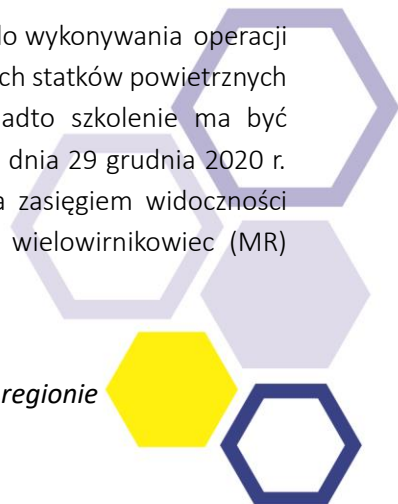 do wykonywania operacji
ch statków powietrznych
adto szkolenie ma być
dnia 29 grudnia 2020 r.
a zasięgiem widoczności
wielowirnikowiec (MR)
regionie